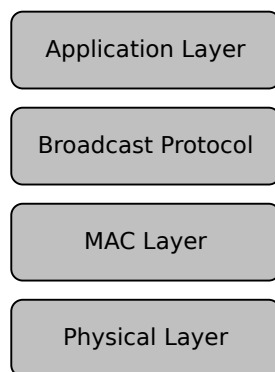 Application Layer
Broadcast Protocol
MAC Layer
Physical Layer